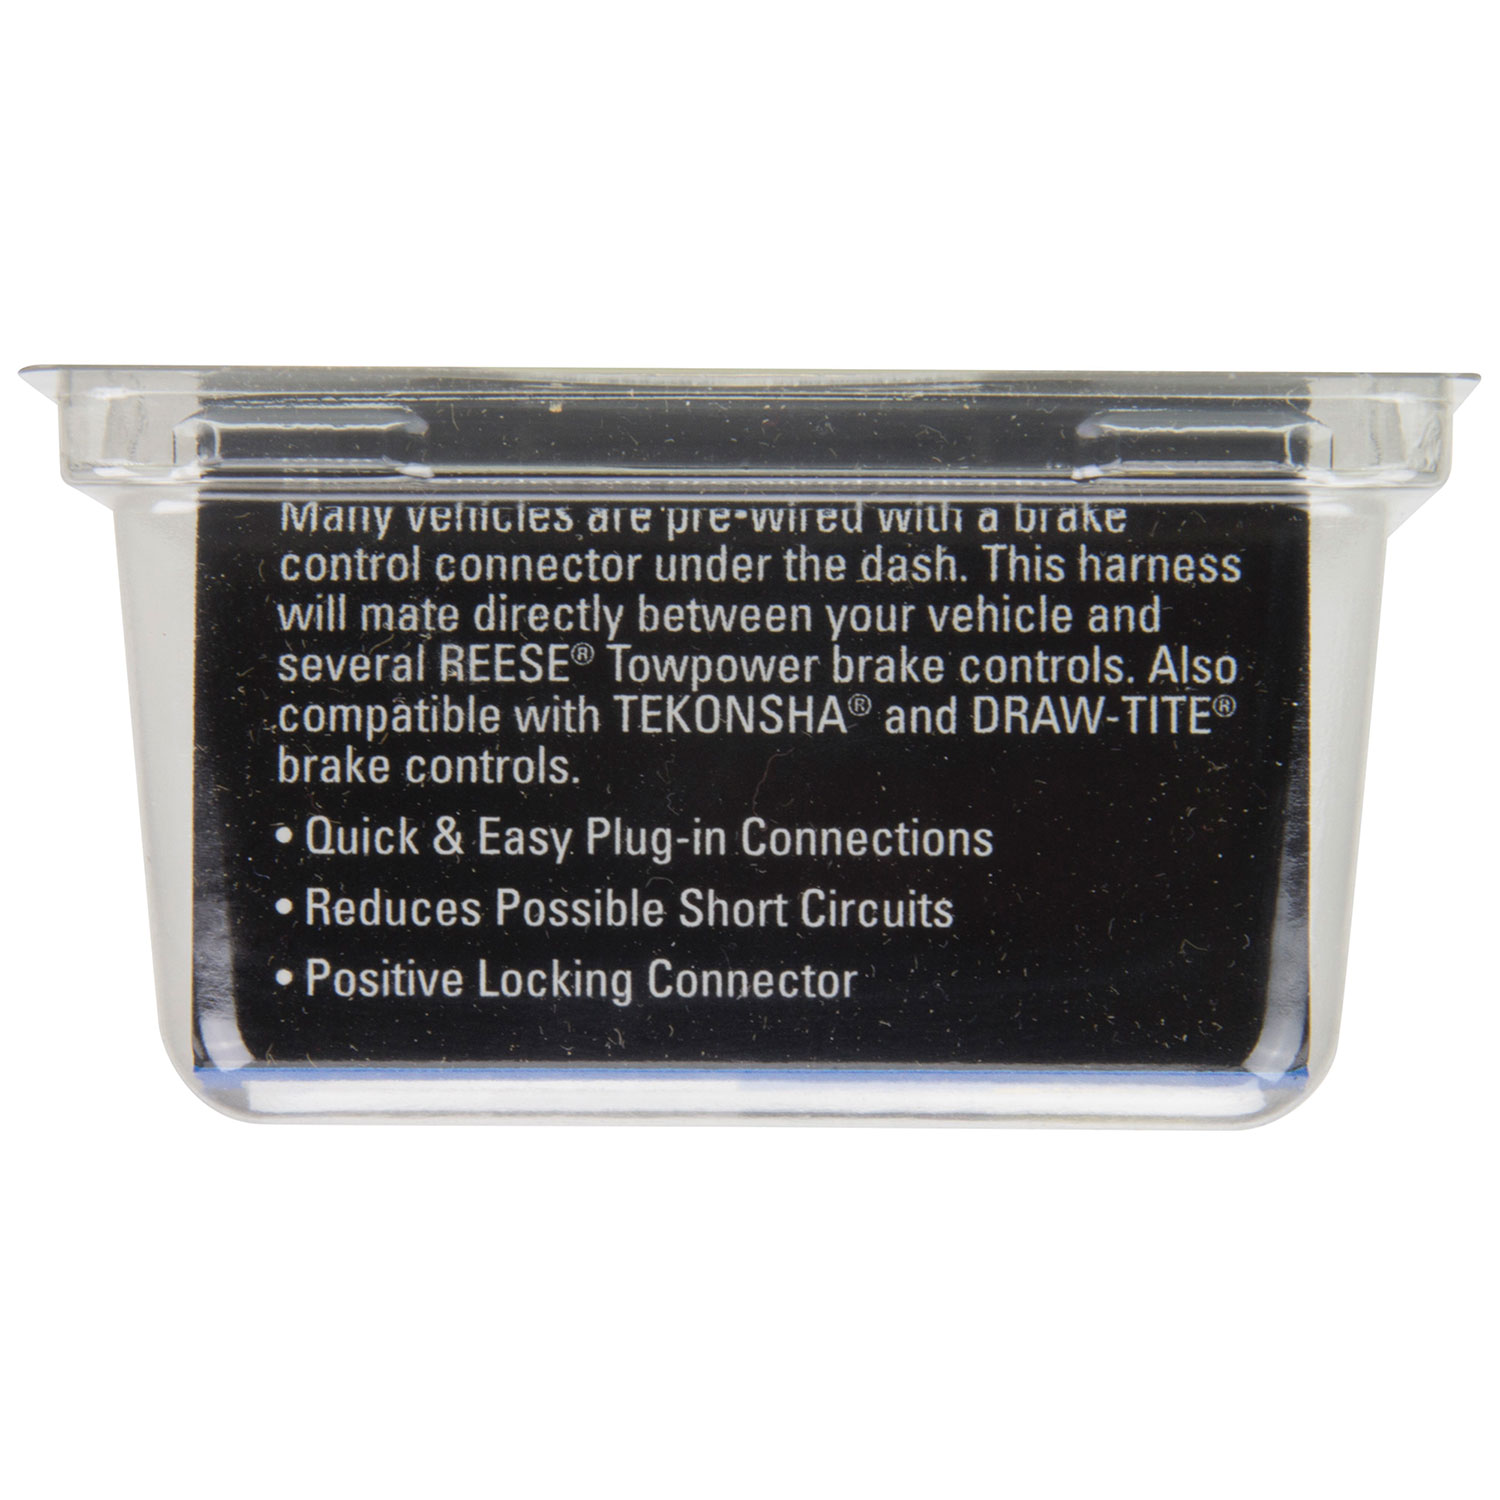 Many vehicles are pre-wired with a brake
control connector under the dash. This harness
will mate directly between your vehicle and
several REESE® Towpower brake controls. Also
compatible with TEKONSHA® and DRAW-TITE®
brake controls.
• Quick & Easy Plug-in Connections
• Reduces Possible Short Circuits
• Positive Locking Connector